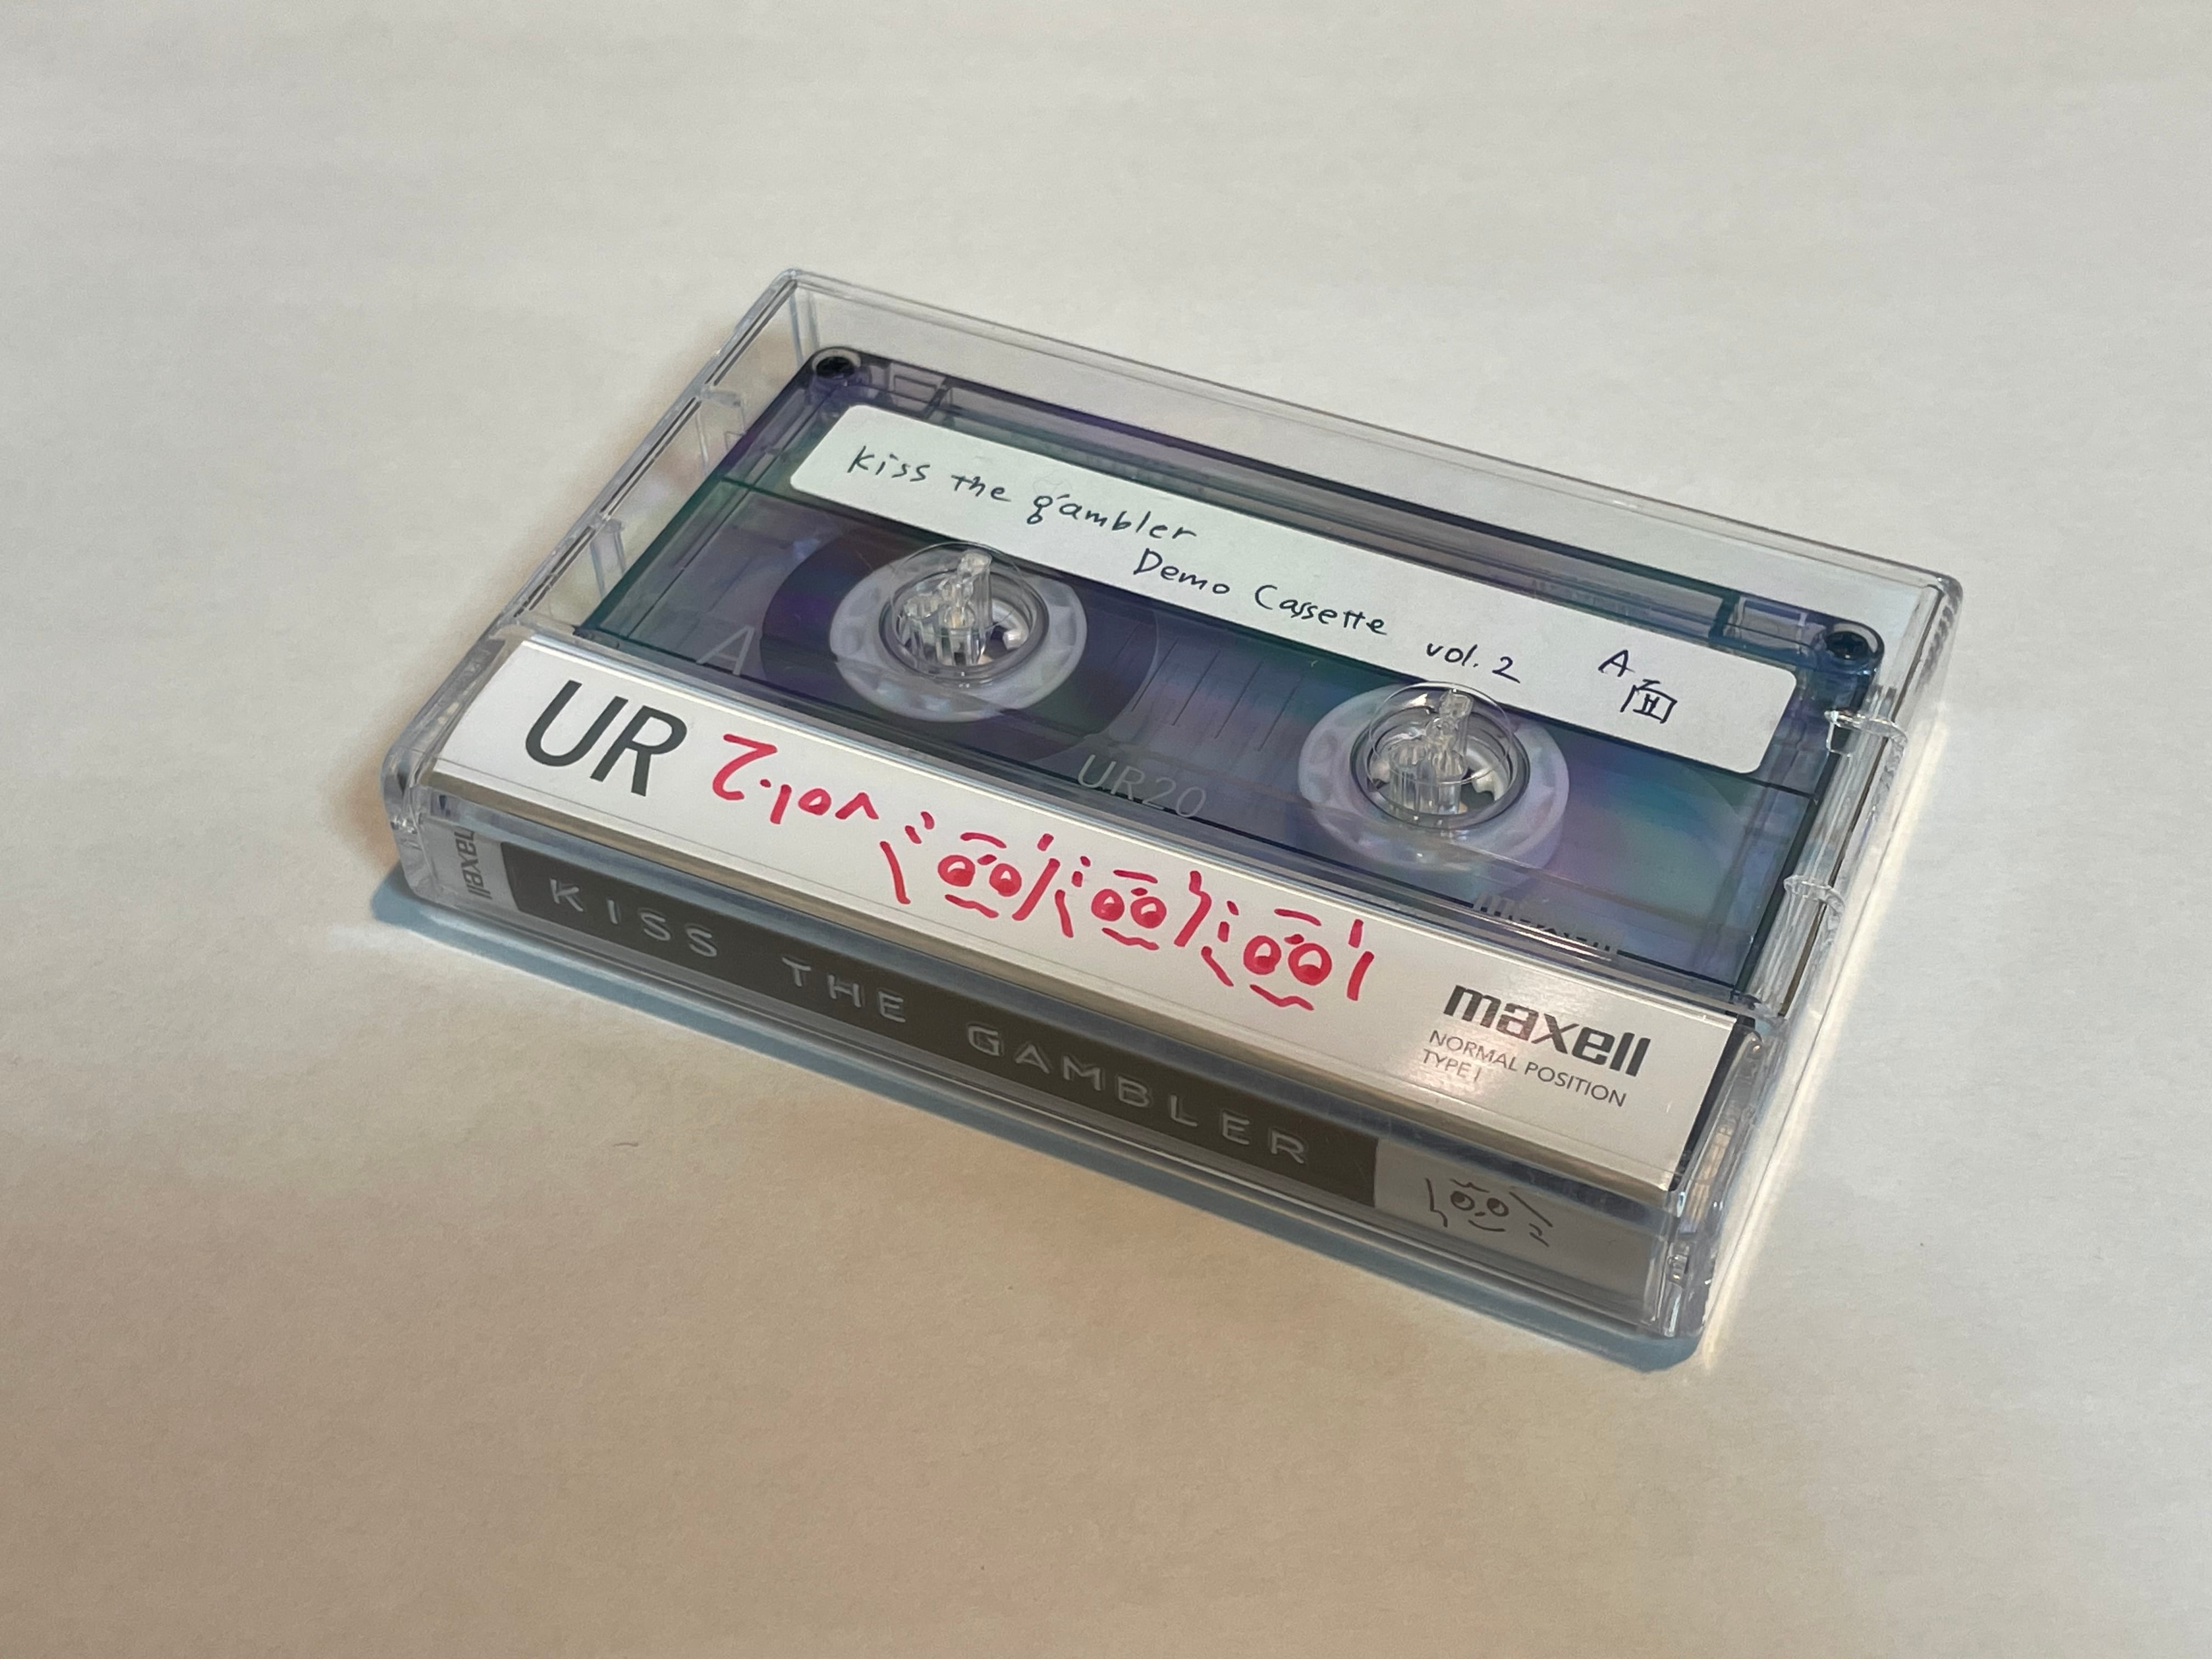 Kiss the gambler
Demo Cassette vol.2 A面
A
UR20
UR
vol.2
maxell
NORMAL POSITION
TYPE I
maxell
KISS THE GAMBLER
2